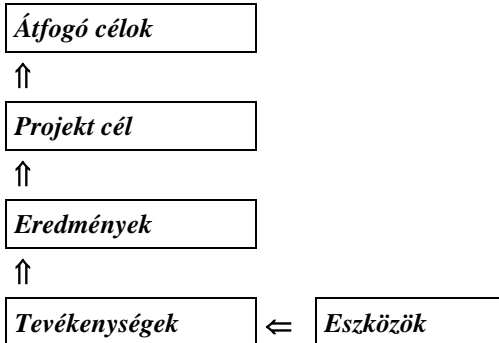 Átfogó célok
⇑
Projekt cél
⇑
Eredmények
⇑
Tevékenységek ⇐ Eszközök